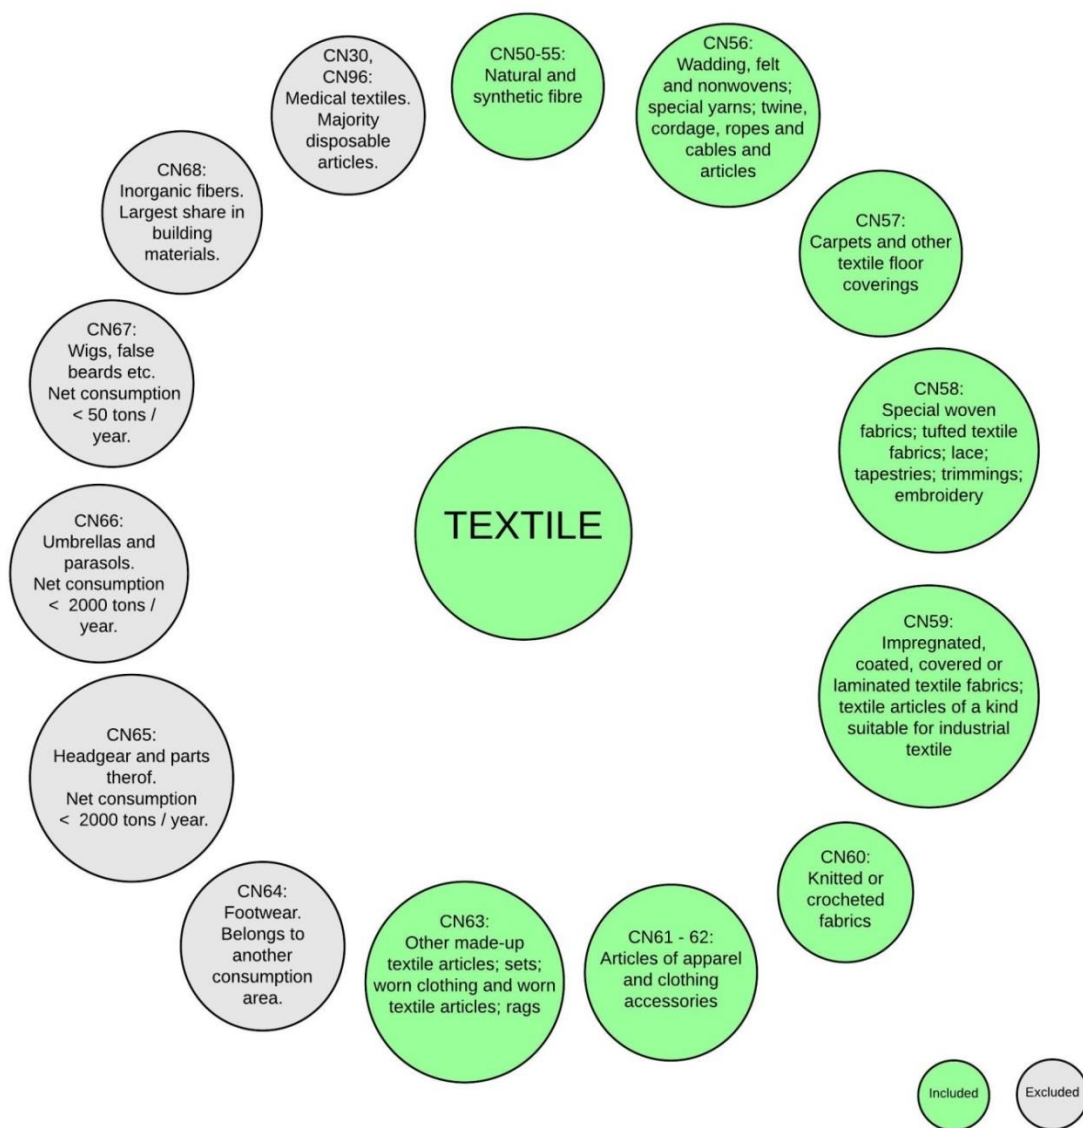 CN50-55:
Natural and
synthetic fibre
CN56:
Wadding, felt
and nonwovens;
special yarns; twine,
cordage, ropes and
cables and
articles
CN57:
Carpets and other
textile floor
coverings
CN58:
Special woven
fabrics; tufted textile
fabrics; lace;
tapestries; trimmings;
embroidery
CN59:
Impregnated,
coated, covered or
laminated textile fabrics;
textile articles of a kind
suitable for industrial
textile
CN60:
Knitted or
crocheted
fabrics
CN61 - 62:
Articles of apparel
and clothing
accessories
CN63:
Other made-up
textile articles; sets;
worn clothing and worn
textile articles; rags
CN64:
Footwear.
Belongs to
another
consumption
area.
CN65:
Headgear and parts
therof.
Net consumption
< 2000 tons / year.
CN66:
Umbrellas and
parasols.
Net consumption
< 2000 tons /
year.
CN67:
Wigs, false
beards etc.
Net consumption
< 50 tons /
year.
CN68:
Inorganic fibers.
Largest share in
building
materials.
CN30,
CN96:
Medical textiles.
Majority
disposable
articles.
TEXTILE
Included
Excluded